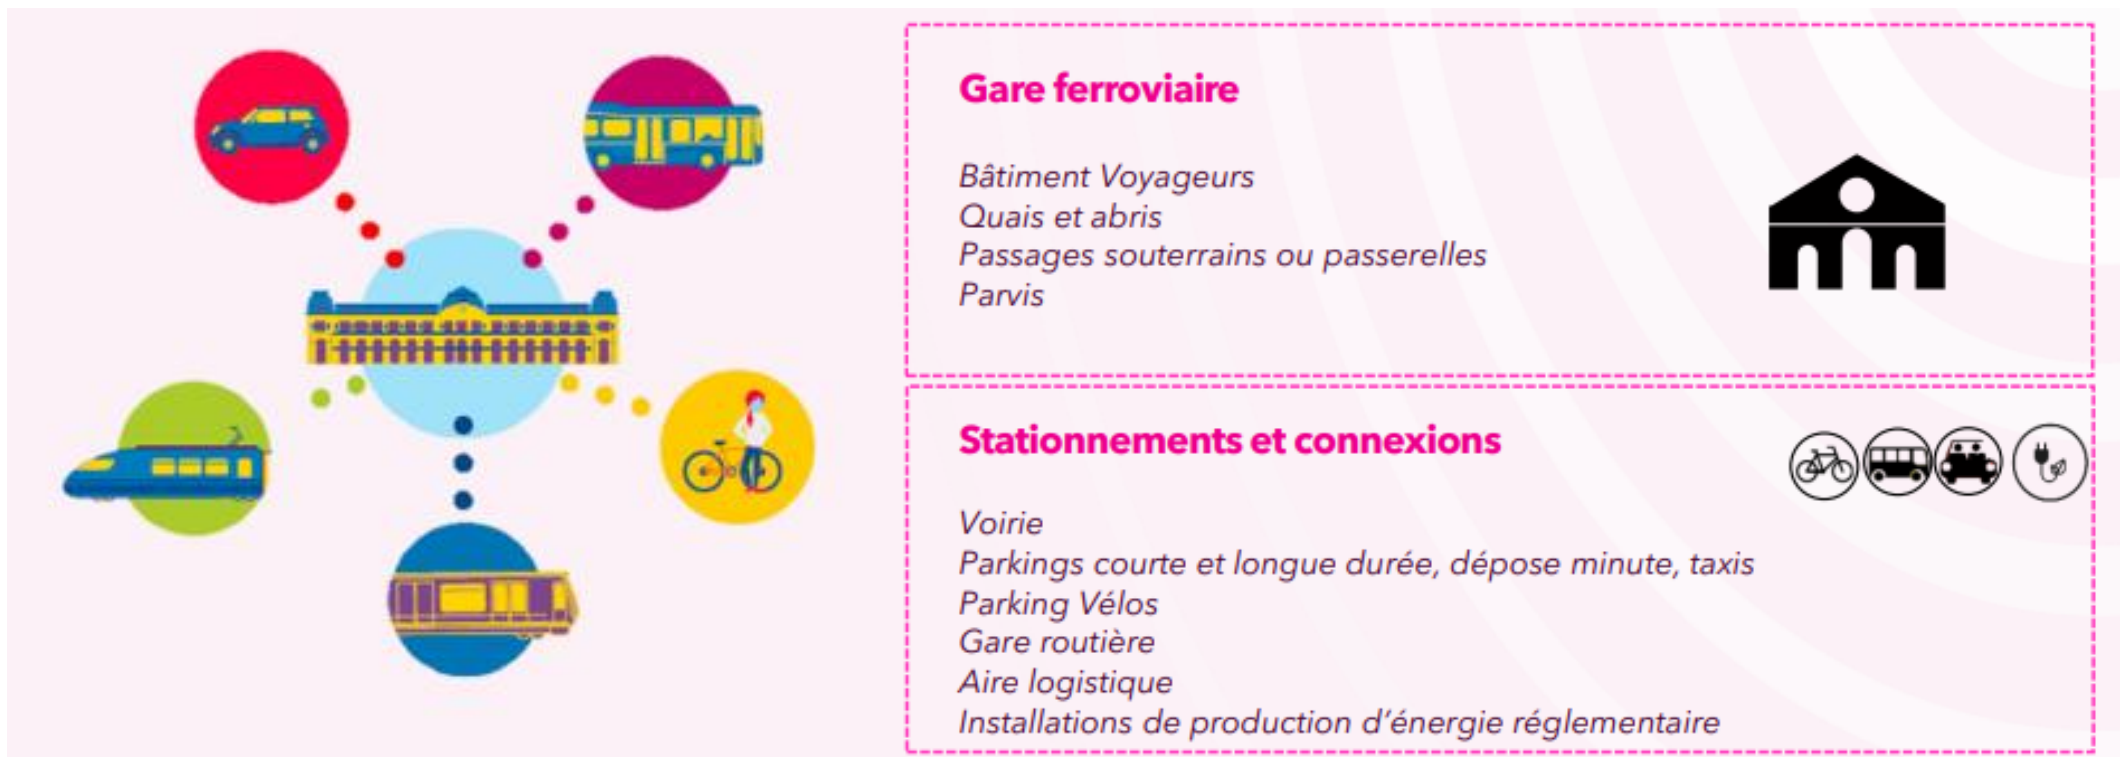 Gare ferroviaire
Bâtiment Voyageurs
Quais et abris
Passages souterrains ou passerelles
Parvis
Stationnements et connexions
Voirie
Parkings courte et longue durée, dépose minute, taxis
Parking Vélos
Gare routière
Aire logistique
Installations de production d’énergie réglementaire